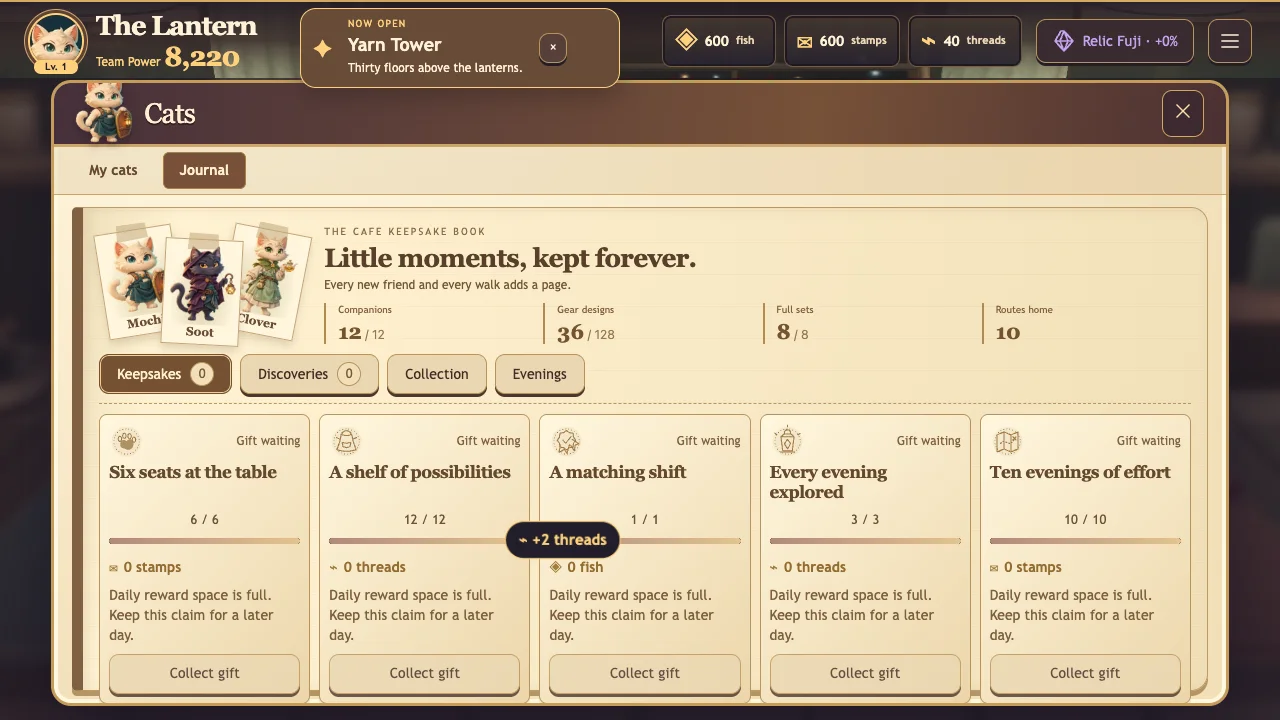 The Lantern
Team Power 8,220
Lv. 1
NOW OPEN
Yarn Tower
Thirty floors above the lanterns.
×
600 fish
600 stamps
40 threads
Relic Fuji · +0%
Cats
My cats
Journal
Soot
Clover
THE CAFE KEEPSAKE BOOK
Little moments, kept forever.
Every new friend and every walk adds a page.
Companions
12 / 12
Gear designs
36 / 128
Full sets
8 / 8
Routes home
10
Keepsakes 0
Discoveries 0
Collection
Evenings
Gift waiting
Six seats at the table
6 / 6
0 stamps
Daily reward space is full.
Keep this claim for a later
day.
Collect gift
Gift waiting
A shelf of possibilities
12 / 12
0 threads
Daily reward space is full.
Keep this claim for a later
day.
Collect gift
Gift waiting
A matching shift
1 / 1
+2 threads
0 fish
Daily reward space is full.
Keep this claim for a later
day.
Collect gift
Gift waiting
Every evening
explored
3 / 3
0 threads
Daily reward space is full.
Keep this claim for a later
day.
Collect gift
Gift waiting
Ten evenings of effort
10 / 10
0 stamps
Daily reward space is full.
Keep this claim for a later
day.
Collect gift